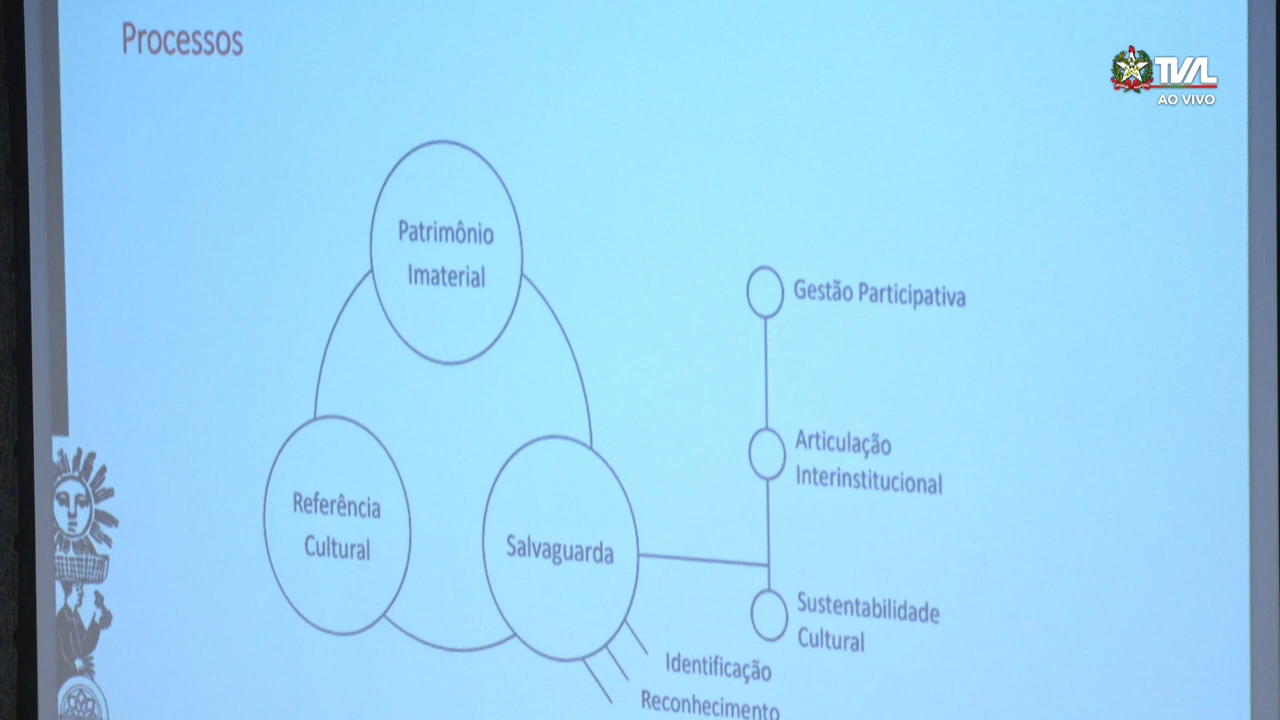 Processos
TVAL
AO VIVO
Patrimônio
Imaterial
Gestão Participativa
Articulação
Interinstitucional
Referência
Cultural
Salvaguarda
Sustentabilidade
Cultural
Identificação
Reconhecimento